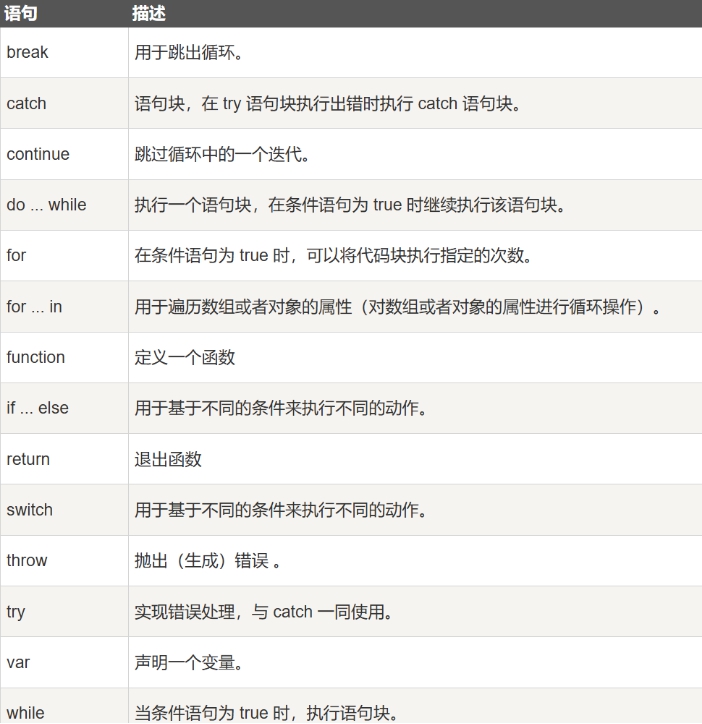 语句 描述
break 用于跳出循环。
catch 语句块，在 try 语句块执行出错时执行 catch 语句块。
continue 跳过循环中的一个迭代。
do ... while 执行一个语句块，在条件语句为 true 时继续执行该语句块。
for 在条件语句为 true 时，可以将代码块执行指定的次数。
for ... in 用于遍历数组或者对象的属性（对数组或者对象的属性进行循环操作）。
function 定义一个函数
if ... else 用于基于不同的条件来执行不同的动作。
return 退出函数
switch 用于基于不同的条件来执行不同的动作。
throw 抛出（生成）错误 。
try 实现错误处理，与 catch 一同使用。
var 声明一个变量。
while 当条件语句为 true 时，执行语句块。